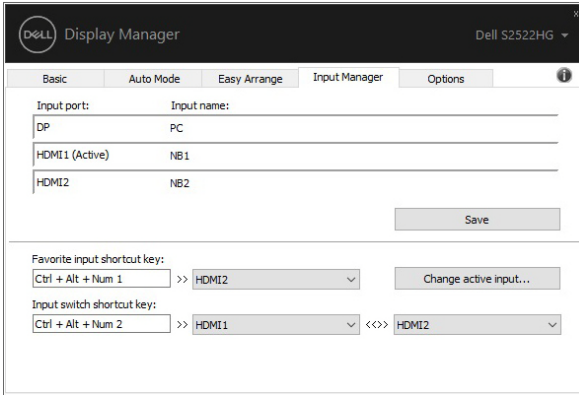 DELL Display Manager
Dell S2522HG
Basic Auto Mode Easy Arrange Input Manager Options
Input port: Input name:
DP PC
HDMI1 (Active) NB1
HDMI2 NB2
Save
Favorite input shortcut key:
Ctrl + Alt + Num 1 >> HDMI2 Change active input...
Input switch shortcut key:
Ctrl + Alt + Num 2 >> HDMI1 <<>> HDMI2